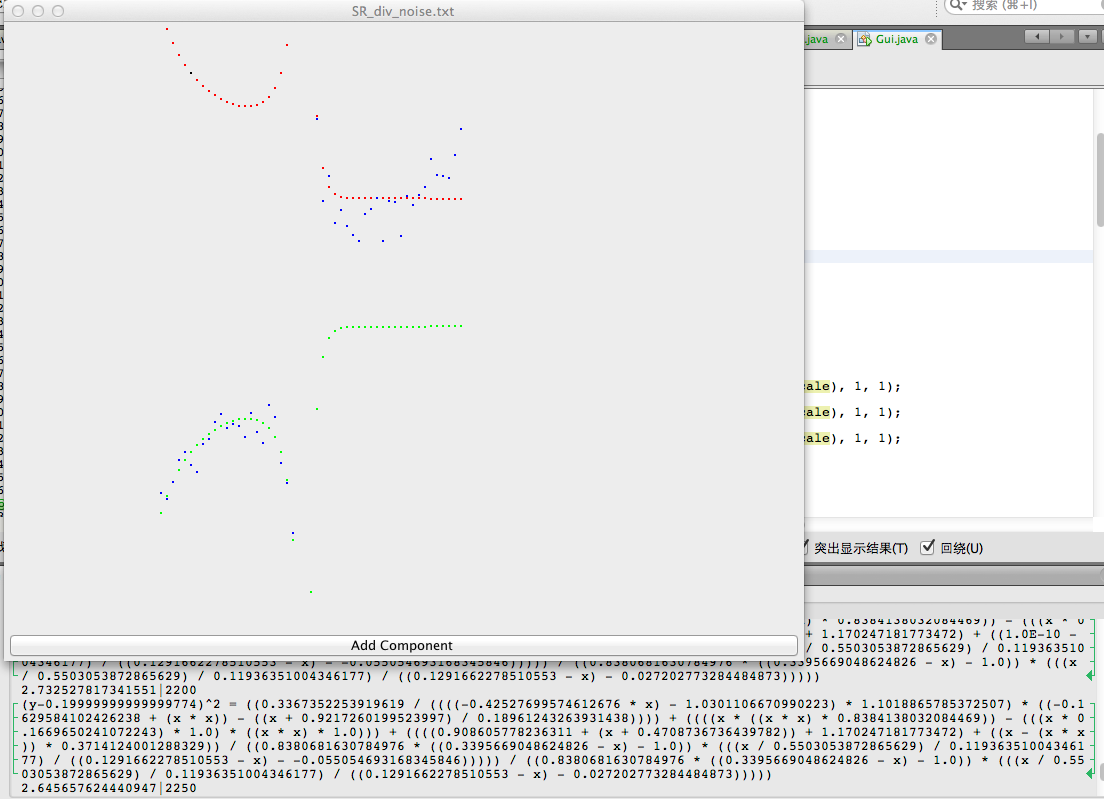 SR_div_noise.txt
搜索 (⌘+I)
.java
Gui.java
ale), 1, 1);
ale), 1, 1);
ale), 1, 1);
突出显示结果(T) 回绕(U)
Add Component
) * 0.8384138032084469)) - (((x * 0
+ 1.170247181773472) + ((1.0E-10 -
/ 0.5503053872865629) / 0.119363510
04346177) / ((0.1291662278510553 - x) - -0.055054693168345846))))) / ((0.8380681630784976 * ((0.3395669048624826 - x) - 1.0)) * (((x
/ 0.5503053872865629) / 0.11936351004346177) / ((0.1291662278510553 - x) - 0.027202773284484873)))))
2.732527817341551|2200
(y-0.19999999999999774)^2 = ((0.3367352253919619 / ((((-0.42527699574612676 * x) - 1.0301106670990223) * 1.1018865785372507) * ((-0.1
6295841024262​38 + (x * x)) - ((x + 0.9217260199523997) / 0.18961243263931438)))) + ((((x * ((x * x) * 0.8384138032084469)) - (((x * 0
.1669650241072243) * 1.0) * ((x * x) * 1.0))) + ((((0.908605778236311 + (x + 0.4708736736439782)) + 1.170247181773472) + ((x - (x * x
)) * 0.3714124001288329)) / ((0.8380681630784976 * ((0.3395669048624826 - x) - 1.0)) * (((x / 0.5503053872865629) / 0.119363510043461
77) / ((0.1291662278510553 - x) - -0.055054693168345846))))) / ((0.8380681630784976 * ((0.3395669048624826 - x) - 1.0)) * (((x / 0.55
03053872865629) / 0.11936351004346177) / ((0.1291662278510553 - x) - 0.027202773284484873)))))
2.645657624440947|2250